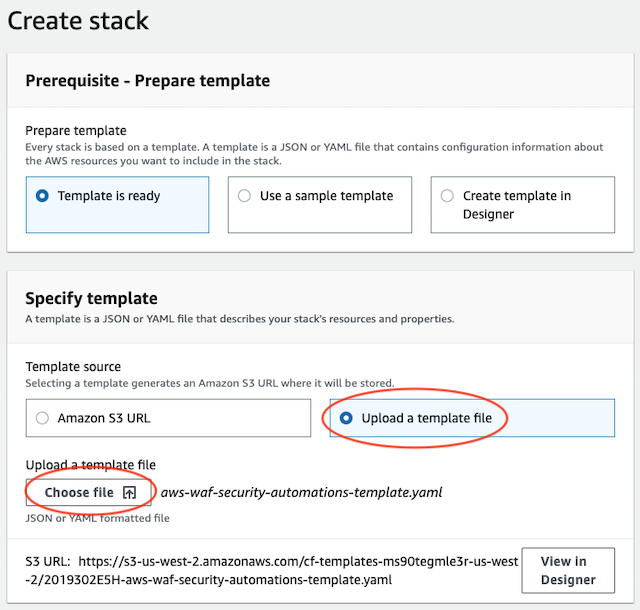 Create stack
Prerequisite - Prepare template
Prepare template
Every stack is based on a template. A template is a JSON or YAML file that contains configuration information about
the AWS resources you want to include in the stack.
Template is ready
Use a sample template
Create template in
Designer
Specify template
A template is a JSON or YAML file that describes your stack's resources and properties.
Template source
Selecting a template generates an Amazon S3 URL where it will be stored.
Amazon S3 URL
Upload a template file
Upload a template file
Choose file
aws-waf-security-automations-template.yaml
JSON or YAML formatted file
S3 URL: https://s3-us-west-2.amazonaws.com/cf-templates-ms90tegmle3r-us-west
-2/2019302E5H-aws-waf-security-automations-template.yaml
View in
Designer